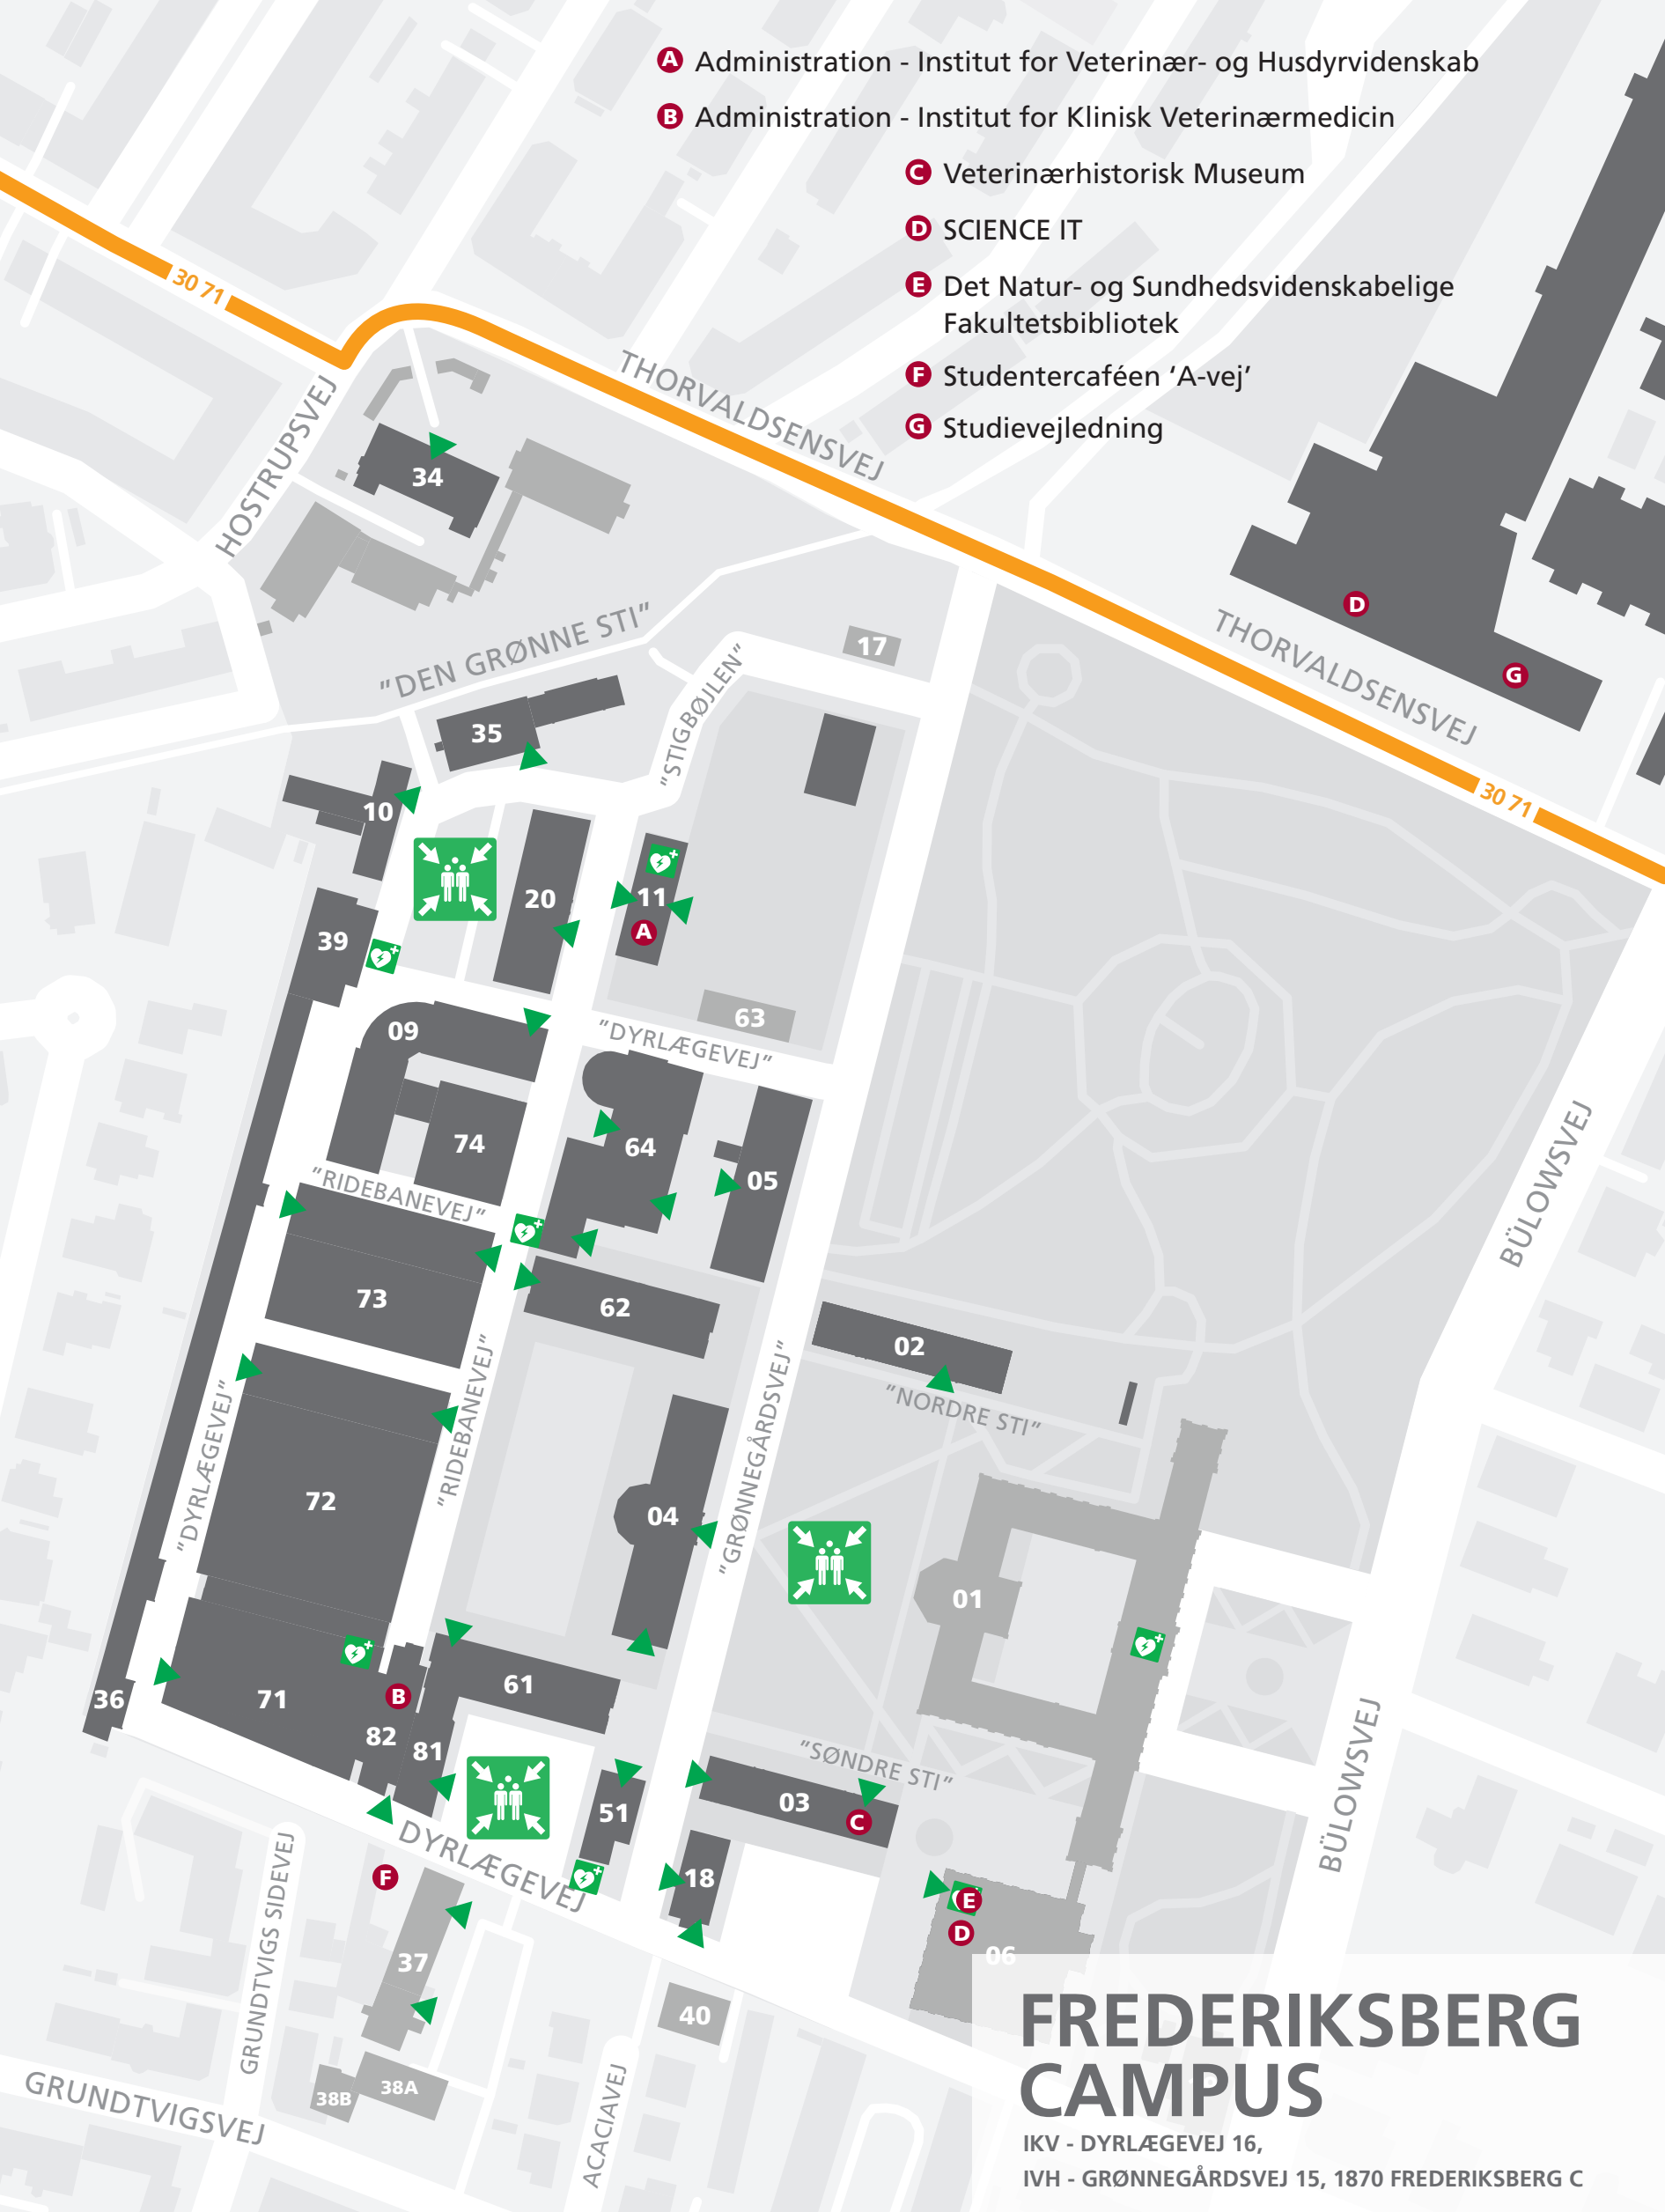 A Administration - Institut for Veterinær- og Husdyrvidenskab
B Administration - Institut for Klinisk Veterinærmedicin
C Veterinærhistorisk Museum
D SCIENCE IT
E Det Natur- og Sundhedsvidenskabelige
Fakultetsbibliotek
F Studentercaféen ‘A-vej’
G Studievejledning
30 71
THORVALDSENSVEJ
HOSTRUPSVEJ
34
D
THORVALDSENSVEJ
G
”DEN GRØNNE STI”
17
”STIGBØJLEN”
35
30 71
10
20
11
A
39
63
09
”DYRLÆGEVEJ”
74
64
05
”RIDEBANEVEJ”
BÜLOWSVEJ
73
62
02
”RIDEBANEVEJ”
”GRØNNEGÅRDSVEJ”
”NORDRE STI”
”DYRLÆGEVEJ”
72
04
01
61
36
71
B
82
81
BÜLOWSVEJ
”SØNDRE STI”
51
03
C
DYRLÆGEVEJ
F
18
E
D
06
37
GRUNDTVIGS SIDEVEJ
40
38A
38B
GRUNDTVIGSVEJ
ACACIAVEJ
FREDERIKSBERG
CAMPUS
IKV - DYRLÆGEVEJ 16,
IVH - GRØNNEGÅRDSVEJ 15, 1870 FREDERIKSBERG C